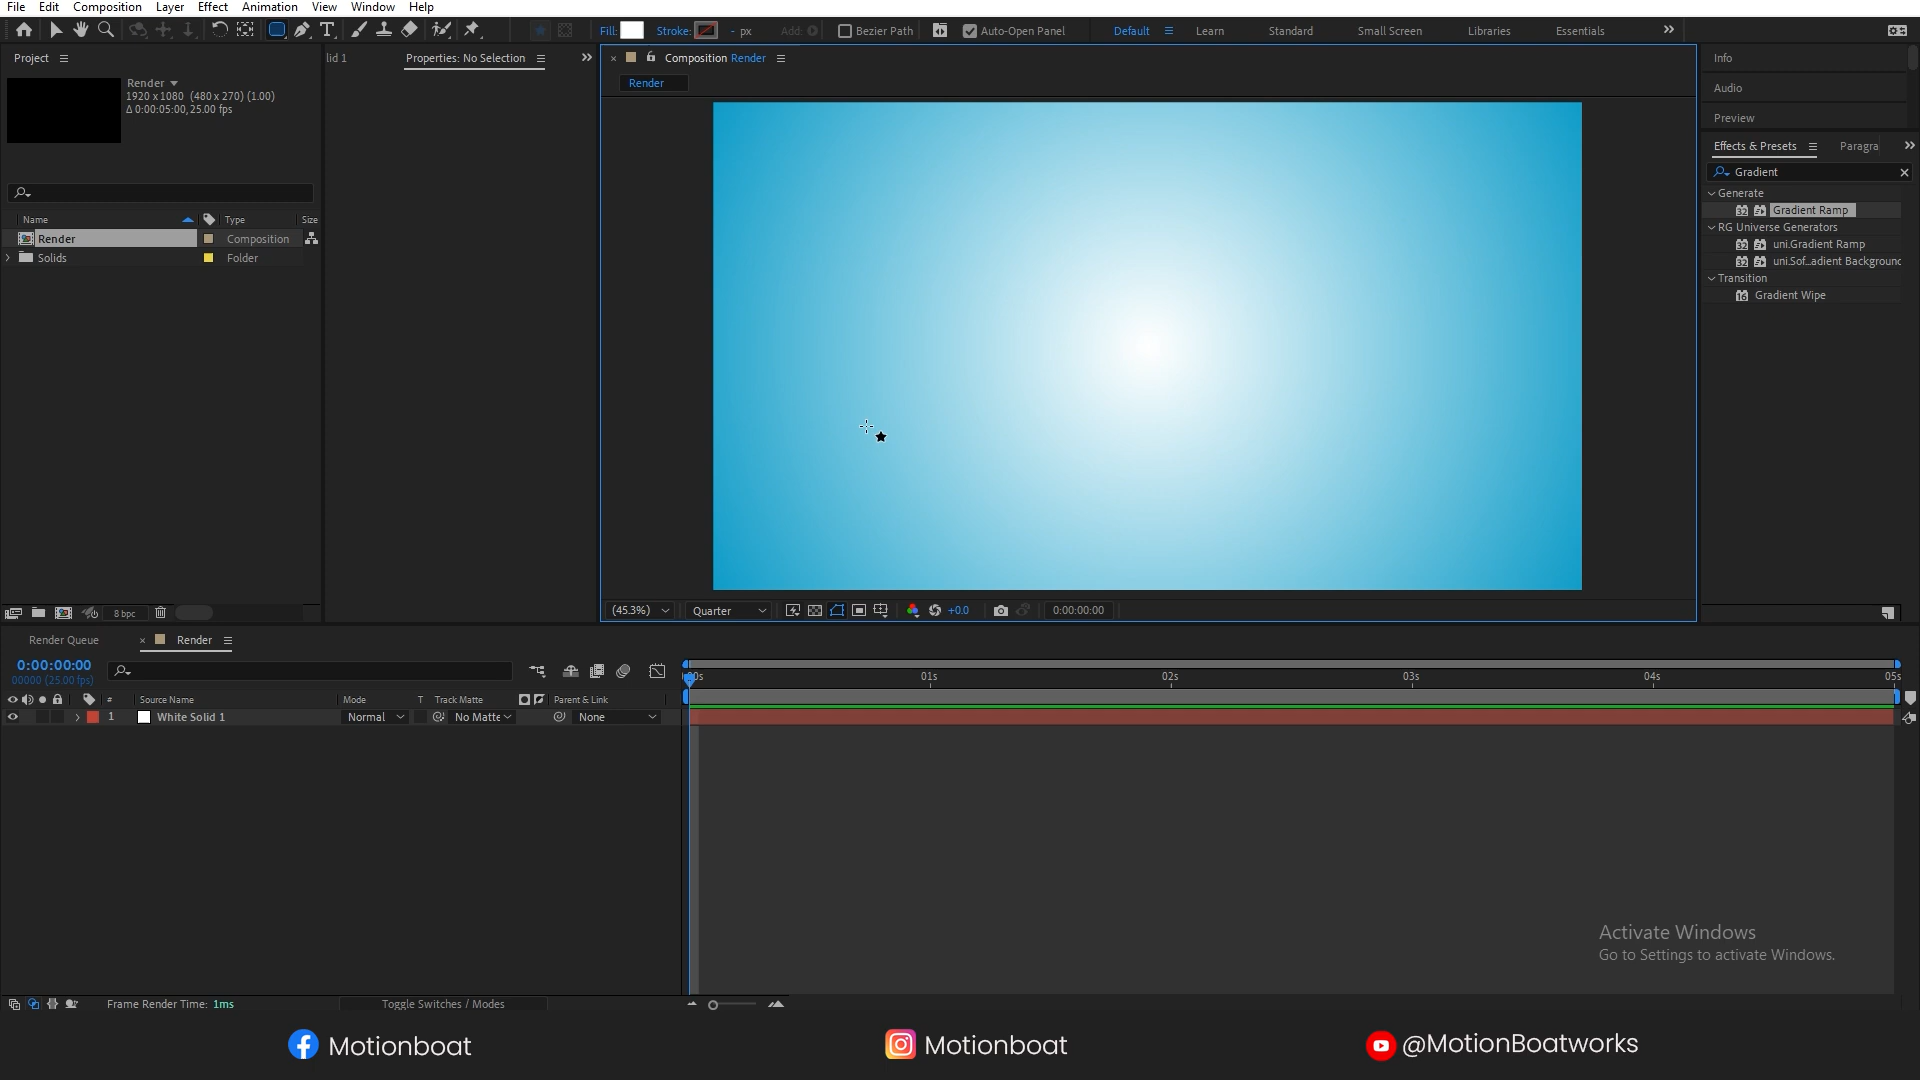 File Edit Composition Layer Effect Animation View Window Help
Fill: Stroke: - px Add: Bezier Path Auto-Open Panel Default Learn Standard Small Screen Libraries Essentials
Project
lid 1
Properties: No Selection
Composition Render
Render
Render
1920 x 1080 (480 x 270) (1.00)
Δ 0:00:05:00, 25.00 fps
Name Type Size
Render Composition
Solids Folder
8 bpc
(45.3%) Quarter +0.0 0:00:00:00
Info
Audio
Preview
Effects & Presets Paragra
Gradient
Generate
32 Gradient Ramp
RG Universe Generators
32 uni.Gradient Ramp
32 uni.Sof...adient Background
Transition
16 Gradient Wipe
Render Queue Render
0:00:00:00
00000 (25.00 fps)
# Source Name Mode T Track Matte Parent & Link
1 White Solid 1 Normal No Matte None
:00s 01s 02s 03s 04s 05s
Activate Windows
Go to Settings to activate Windows.
Frame Render Time: 1ms Toggle Switches / Modes
Motionboat Motionboat @MotionBoatworks